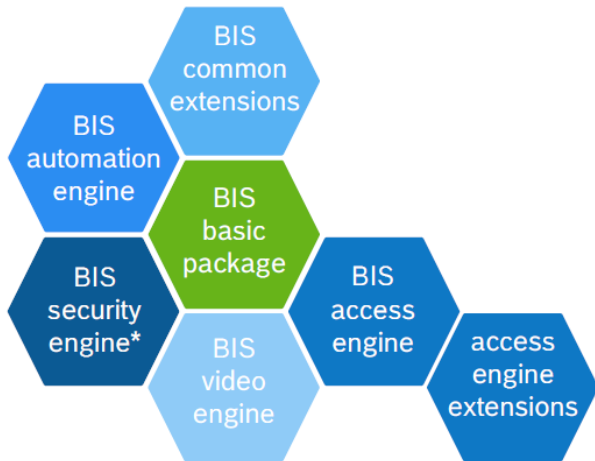 BIS
common
extensions
BIS
automation
engine
BIS
basic
package
BIS
security
engine*
BIS
access
engine
BIS
video
engine
access
engine
extensions